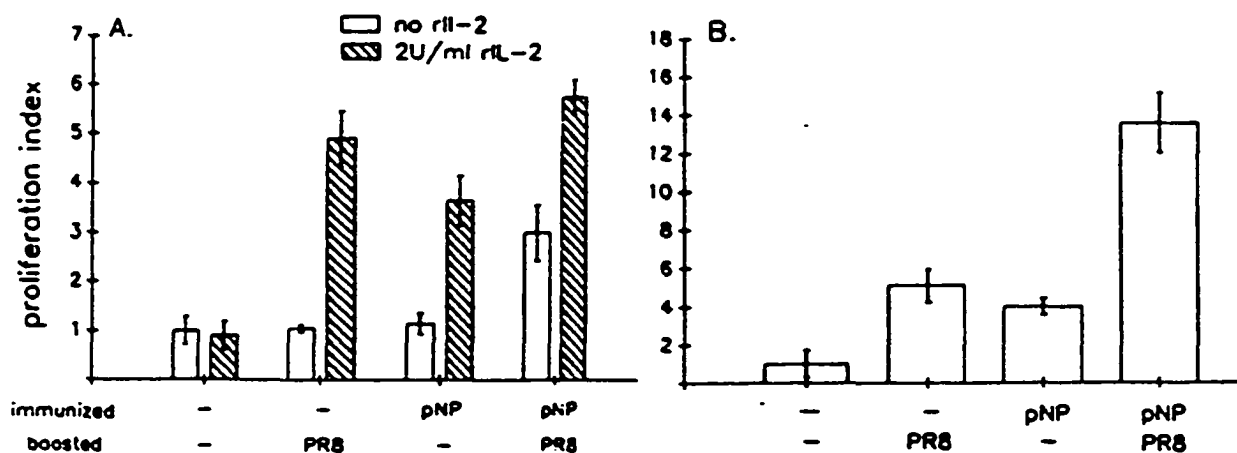 A.
no rIl-2
2U/ml rIL-2
proliferation index
7
6
5
4
3
2
1
immunized – – pNP pNP
boosted – PR8 – PR8
B.
18
16
14
12
10
8
6
4
2
– – pNP pNP
– PR8 – PR8